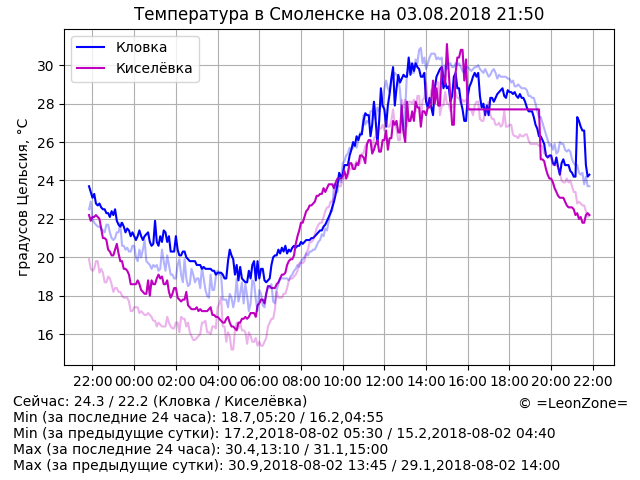 Температура в Смоленске на 03.08.2018 21:50
Кловка
Киселёвка
градусов Цельсия, °C
30
28
26
24
22
20
18
16
22:00 00:00 02:00 04:00 06:00 08:00 10:00 12:00 14:00 16:00 18:00 20:00 22:00
Сейчас: 24.3 / 22.2 (Кловка / Киселёвка)
© =LeonZone=
Min (за последние 24 часа): 18.7,05:20 / 16.2,04:55
Min (за предыдущие сутки): 17.2,2018-08-02 05:30 / 15.2,2018-08-02 04:40
Max (за последние 24 часа): 30.4,13:10 / 31.1,15:00
Max (за предыдущие сутки): 30.9,2018-08-02 13:45 / 29.1,2018-08-02 14:00